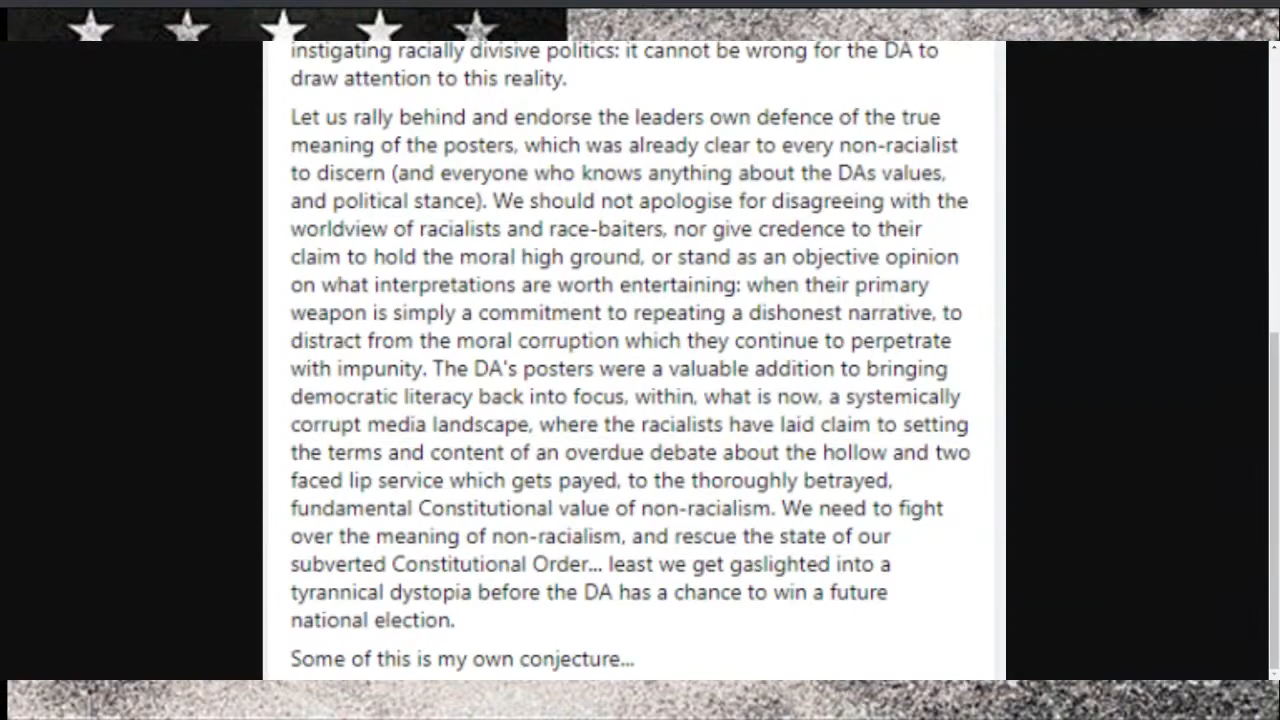 instigating racially divisive politics: it cannot be wrong for the DA to
draw attention to this reality.
Let us rally behind and endorse the leaders own defence of the true
meaning of the posters, which was already clear to every non-racialist
to discern (and everyone who knows anything about the DAs values,
and political stance). We should not apologise for disagreeing with the
worldview of racialists and race-baiters, nor give credence to their
claim to hold the moral high ground, or stand as an objective opinion
on what interpretations are worth entertaining: when their primary
weapon is simply a commitment to repeating a dishonest narrative, to
distract from the moral corruption which they continue to perpetrate
with impunity. The DA's posters were a valuable addition to bringing
democratic literacy back into focus, within, what is now, a systemically
corrupt media landscape, where the racialists have laid claim to setting
the terms and content of an overdue debate about the hollow and two
faced lip service which gets payed, to the thoroughly betrayed,
fundamental Constitutional value of non-racialism. We need to fight
over the meaning of non-racialism, and rescue the state of our
subverted Constitutional Order... least we get gaslighted into a
tyrannical dystopia before the DA has a chance to win a future
national election.
Some of this is my own conjecture...